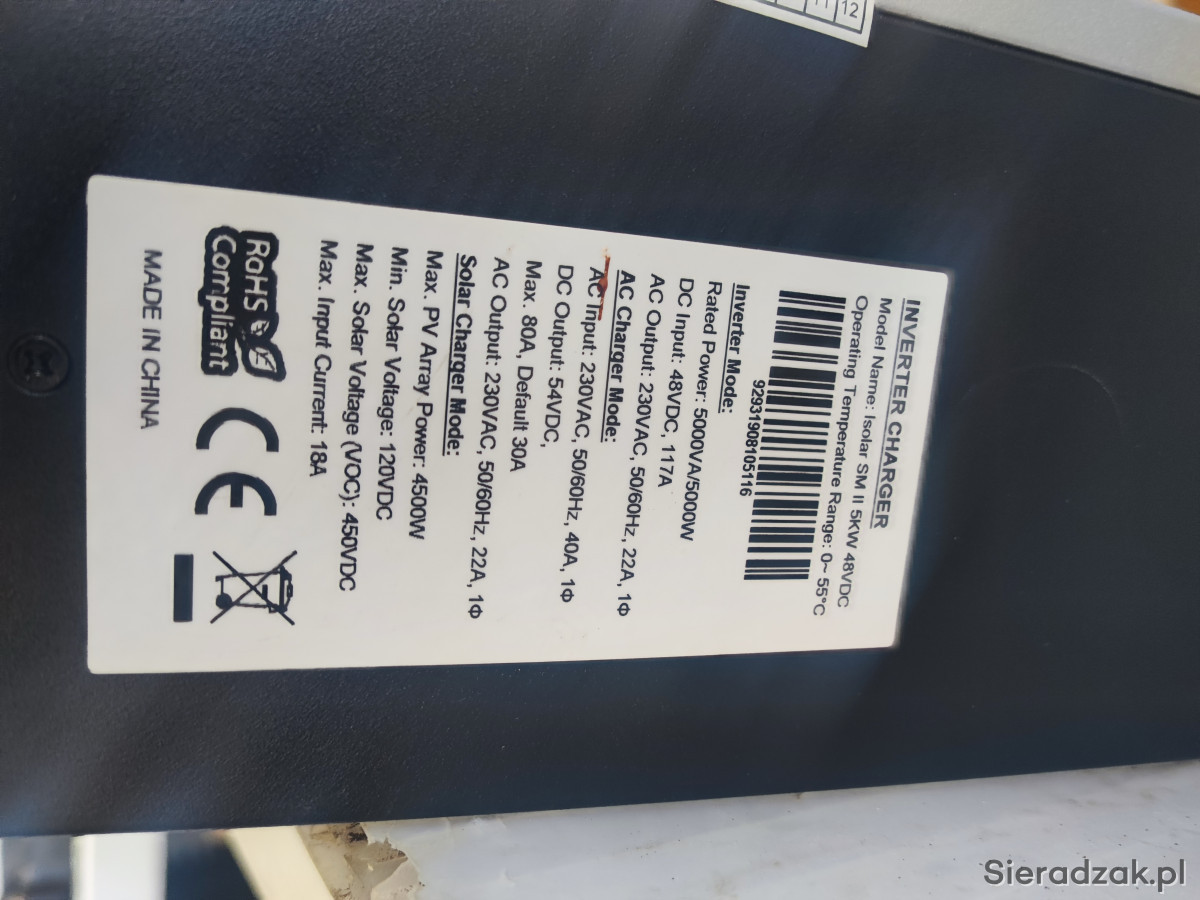 12
INVERTER CHARGER
Model Name: Isolar SM II 5KW 48VDC
Operating Temperature Range: 0~ 55°C
92931908105116
Inverter Mode:
Rated Power: 5000VA/5000W
DC Input: 48VDC, 117A
AC Output: 230VAC, 50/60Hz, 22A, 1Φ
AC Charger Mode:
AC Input: 230VAC, 50/60Hz, 40A, 1Φ
DC Output: 54VDC,
Max. 80A, Default 30A
AC Output: 230VAC, 50/60Hz, 22A, 1Φ
Solar Charger Mode:
Max. PV Array Power: 4500W
Min. Solar Voltage: 120VDC
Max. Solar Voltage (VOC): 450VDC
Max. Input Current: 18A
RoHS
Compliant
CE
MADE IN CHINA
Sieradzak.pl